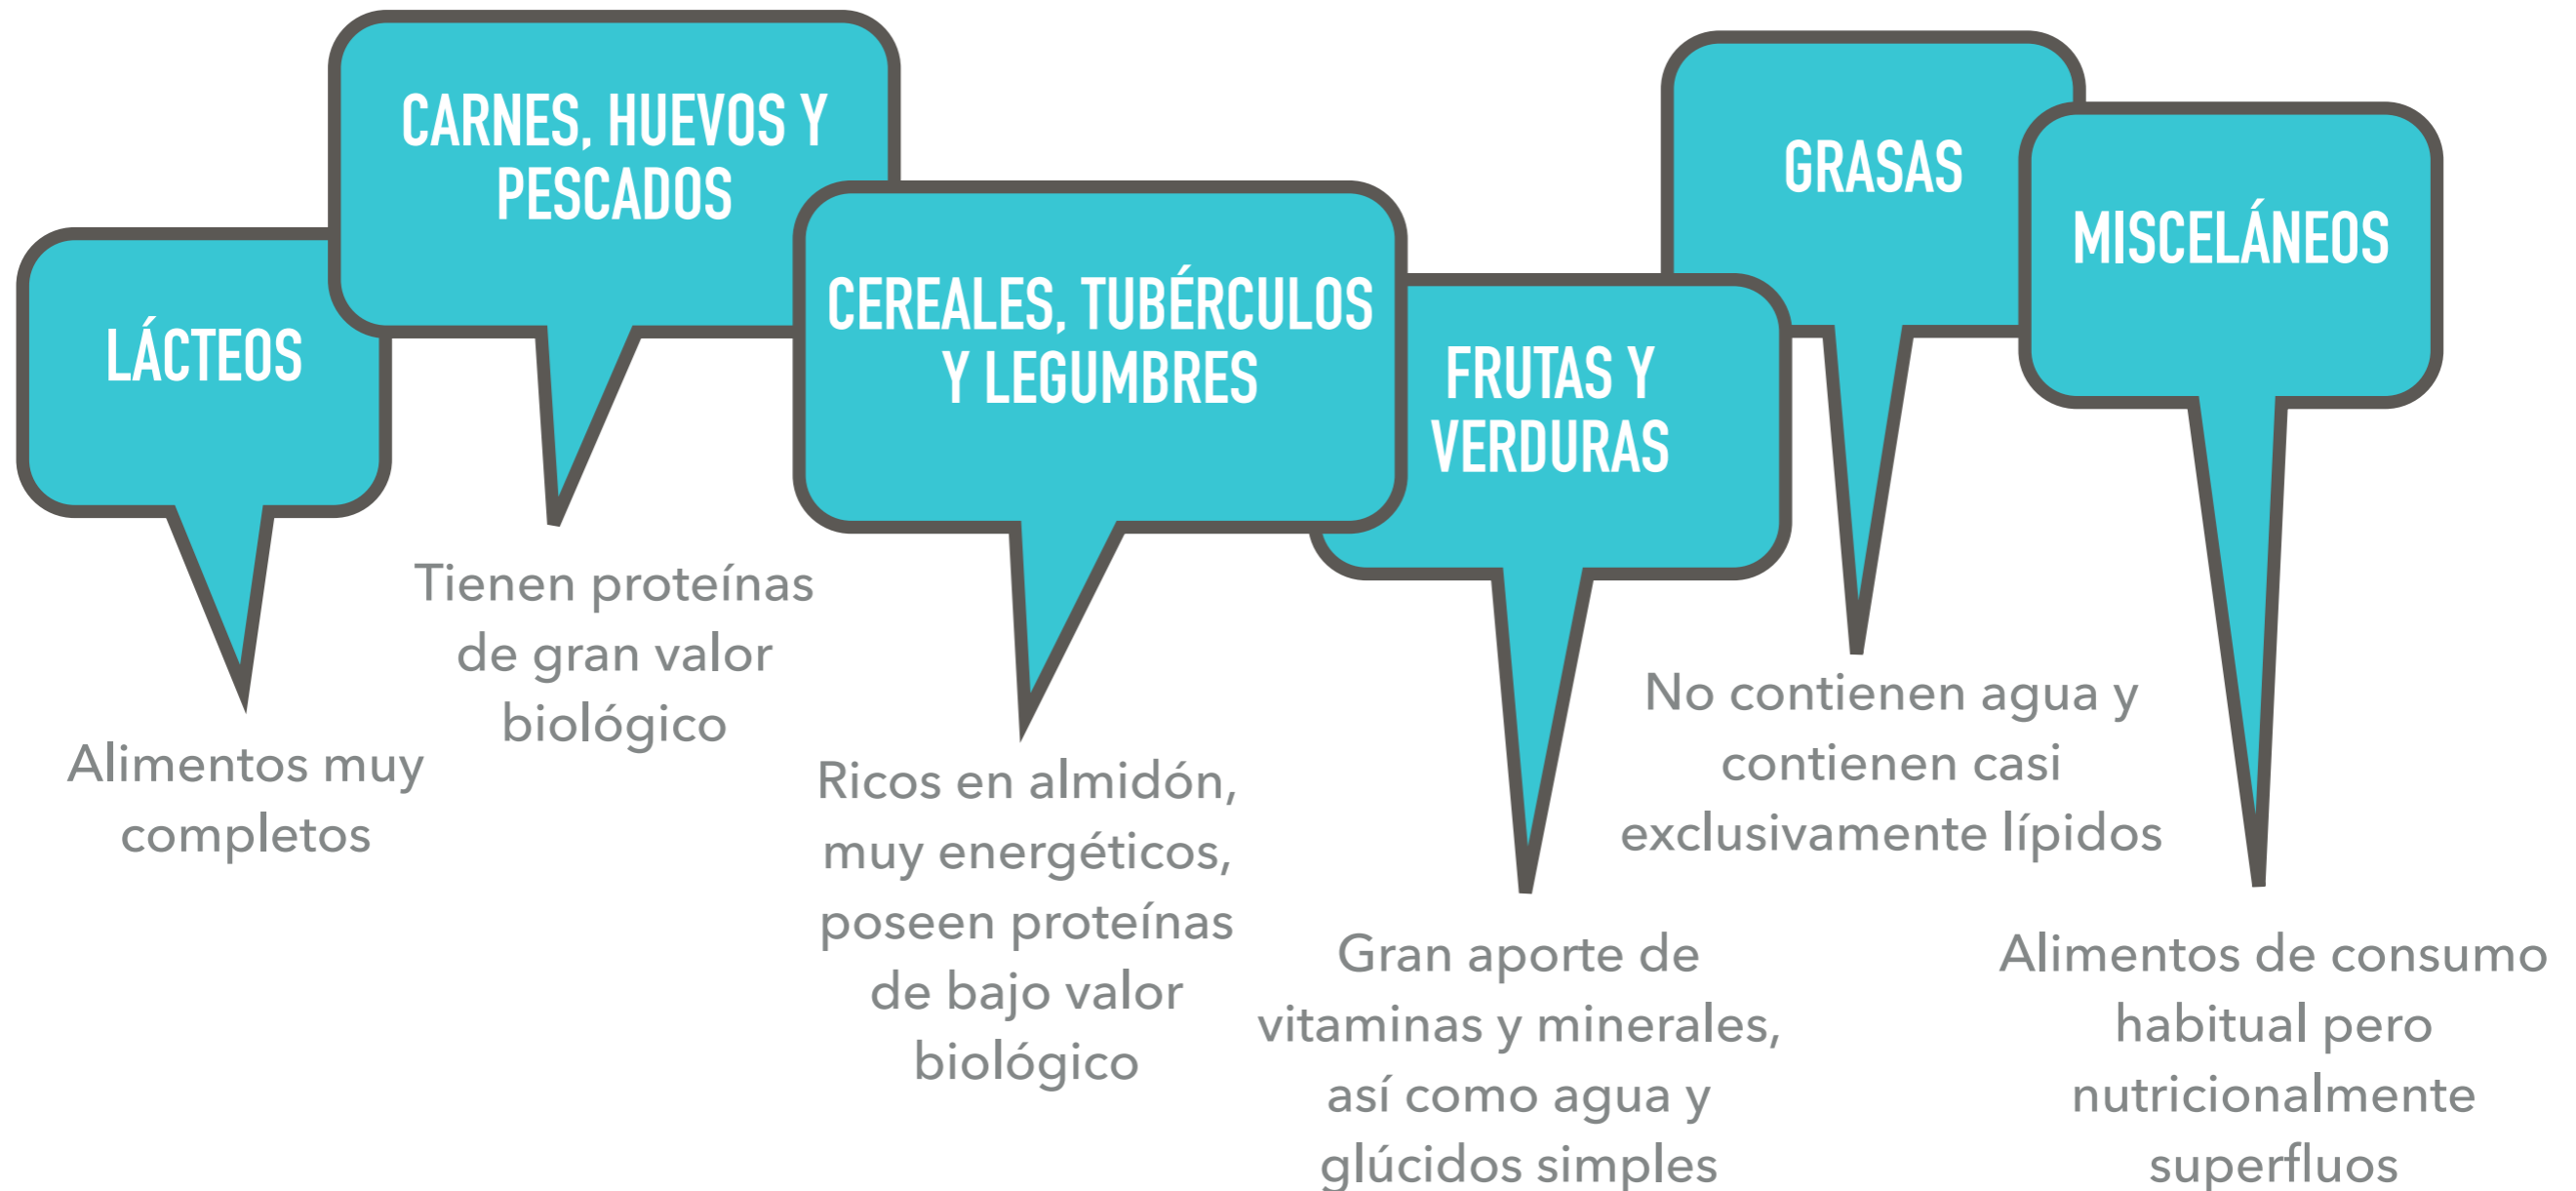 LÁCTEOS
Alimentos muy
completos
CARNES, HUEVOS Y
PESCADOS
Tienen proteínas
de gran valor
biológico
CEREALES, TUBÉRCULOS
Y LEGUMBRES
Ricos en almidón,
muy energéticos,
poseen proteínas
de bajo valor
biológico
FRUTAS Y
VERDURAS
Gran aporte de
vitaminas y minerales,
así como agua y
glúcidos simples
GRASAS
No contienen agua y
contienen casi
exclusivamente lípidos
MISCELÁNEOS
Alimentos de consumo
habitual pero
nutricionalmente
superfluos